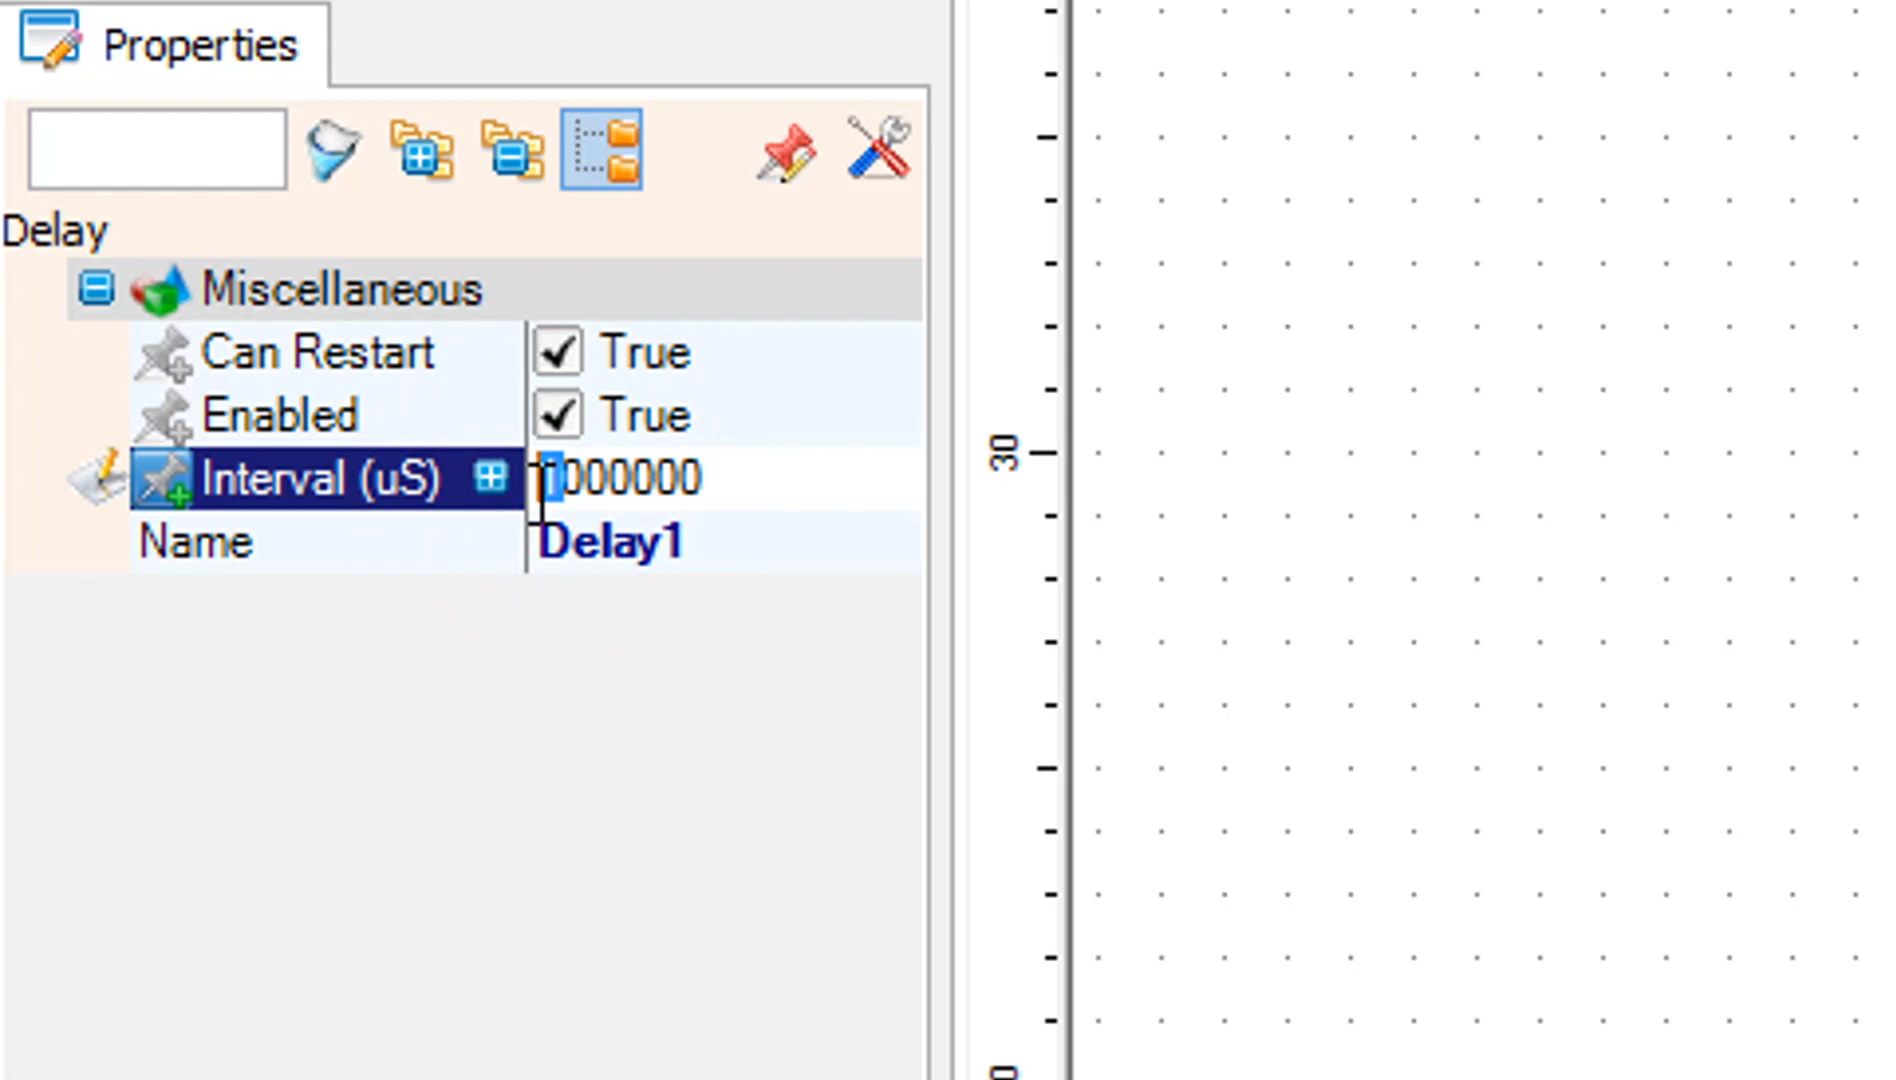 Properties
Delay
Miscellaneous
Can Restart True
Enabled True
Interval (uS) 1000000
Name Delay1
30